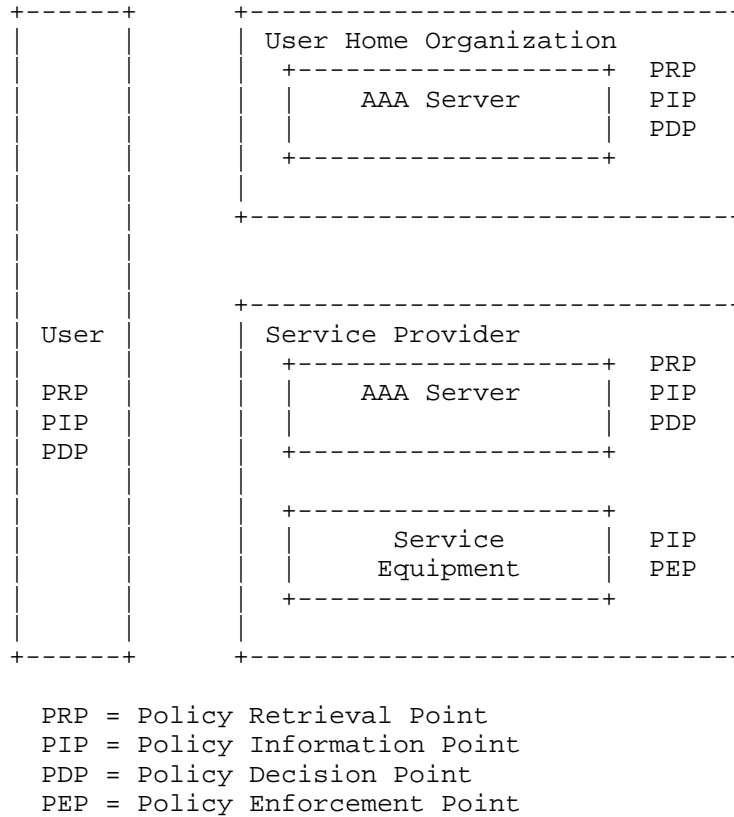 User Home Organization
PRP
AAA Server PIP
PDP
User Service Provider
PRP
PRP AAA Server PIP
PIP PDP
PDP
Service PIP
Equipment PEP
PRP = Policy Retrieval Point
PIP = Policy Information Point
PDP = Policy Decision Point
PEP = Policy Enforcement Point